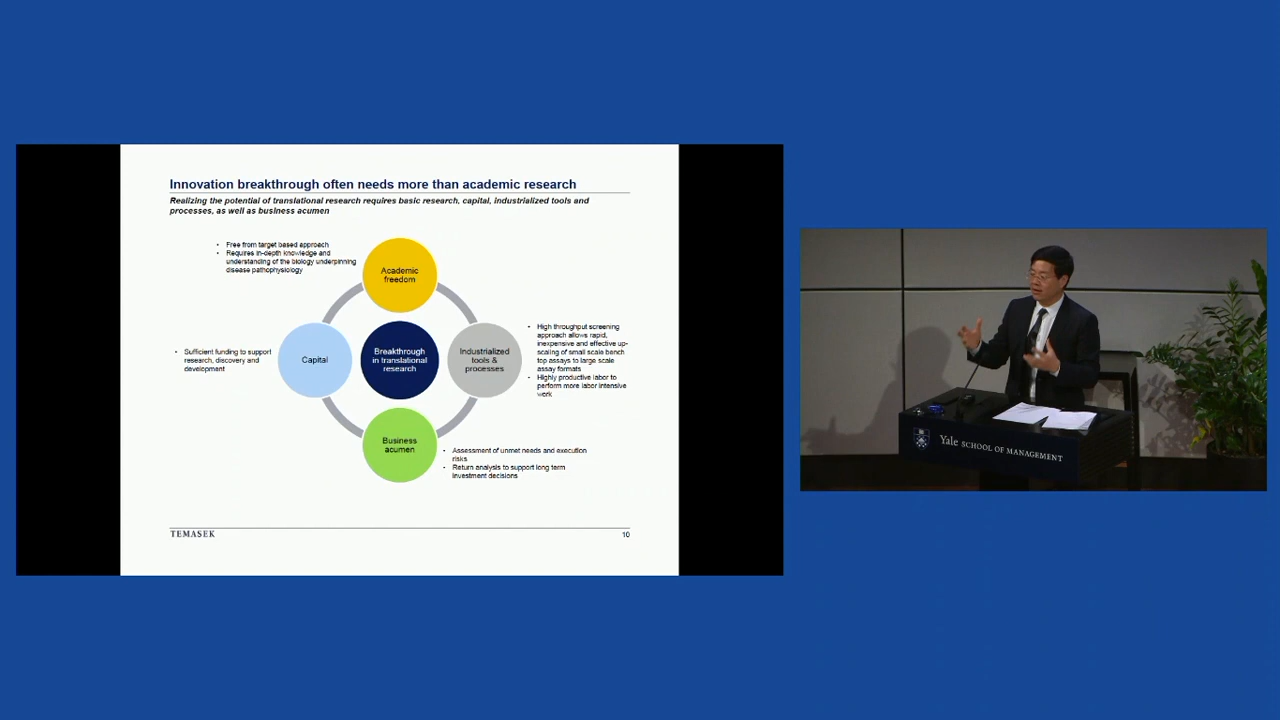 Innovation breakthrough often needs more than academic research
Realizing the potential of translational research requires basic research, capital, industrialized tools and
processes, as well as business acumen
• Free from target based approach
• Requires in-depth knowledge and
understanding of the biology underpinning
disease pathophysiology
Academic
freedom
• Sufficient funding to support
research, discovery and
development
Capital
Breakthrough
in translational
research
Industrialized
tools &
processes
• High throughput screening
approach allows rapid,
inexpensive and effective up-
scaling of small scale bench
top assays to large scale
assay formats
• Highly productive labor to
perform more labor intensive
work
Business
acumen
• Assessment of unmet needs and execution
risks
• Return analysis to support long term
investment decisions
TEMASEK
10
Yale SCHOOL OF MANAGEMENT